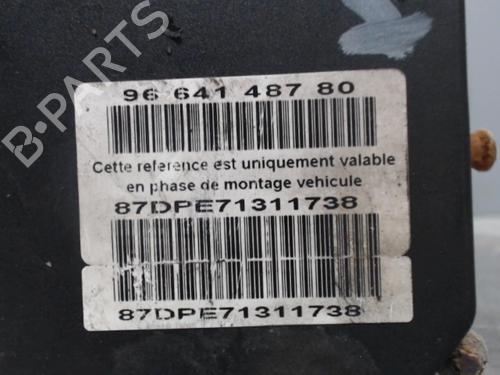 B-PARTS
96 641 487 80
Cette reference est uniquement valable
en phase de montage vehicule
87DPE71311738
87DPE71311738